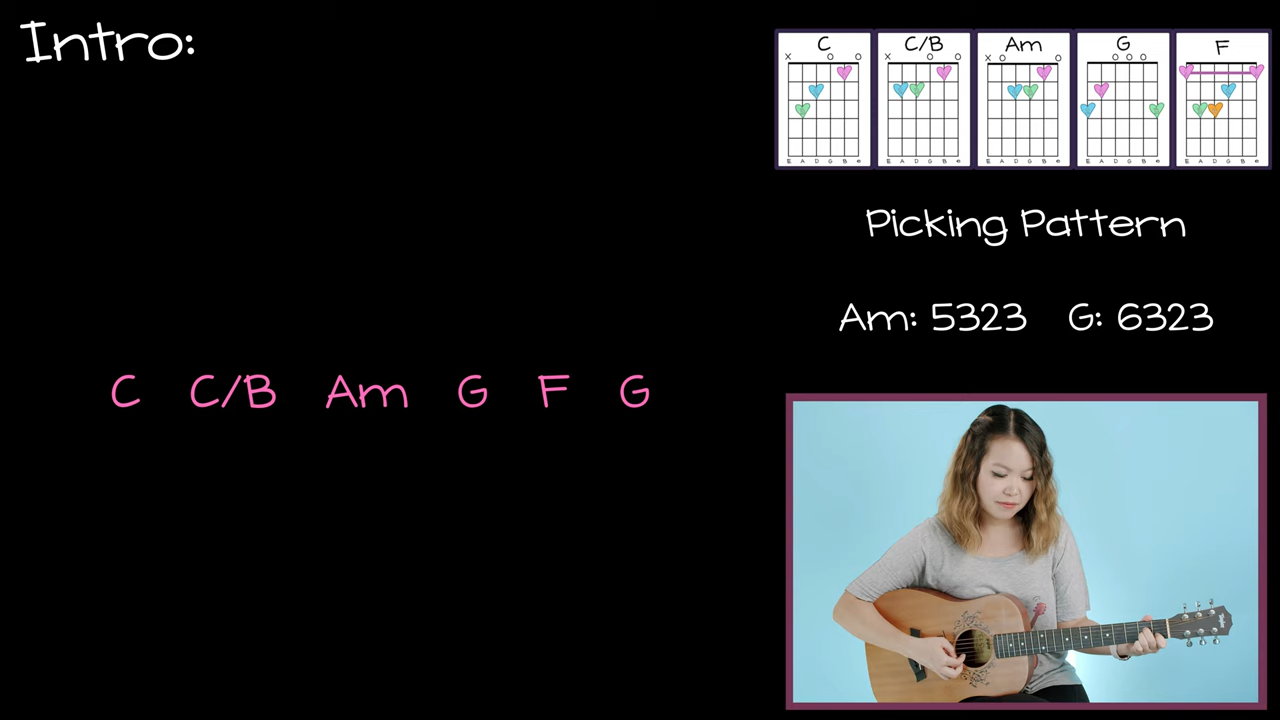 Intro:
C C/B Am G F
X O O X O O X O O O O O
E A D G B e E A D G B e E A D G B e E A D G B e E A D G B e
Picking Pattern
Am: 5323 G: 6323
C C/B Am G F G